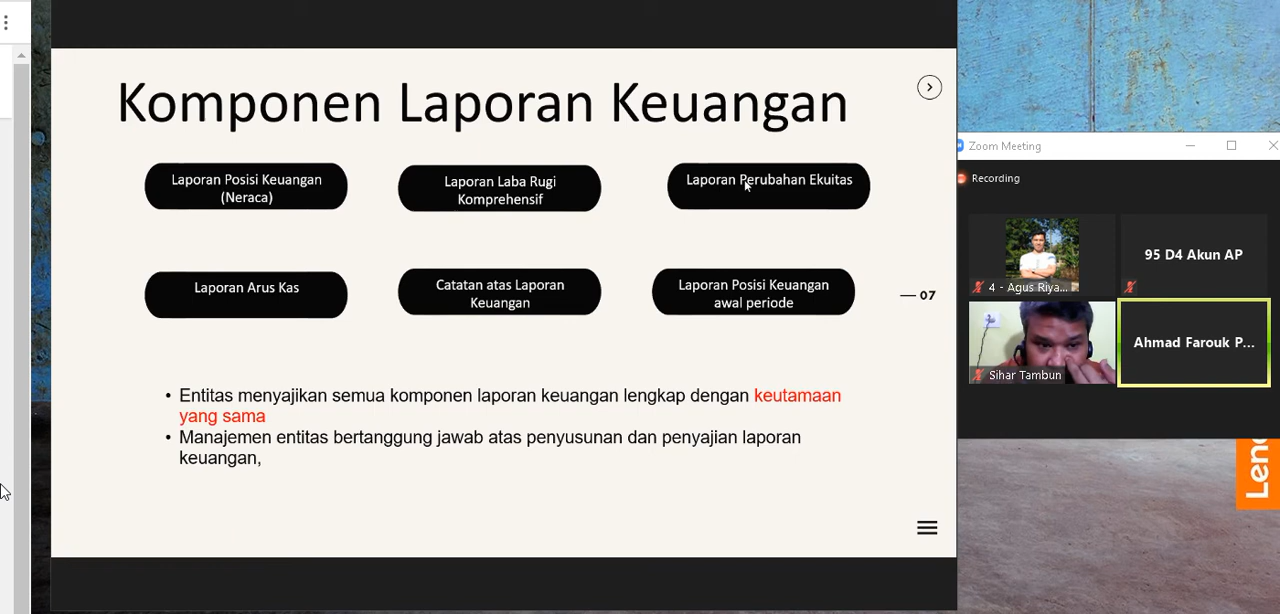 Komponen Laporan Keuangan
Laporan Posisi Keuangan
(Neraca)
Laporan Laba Rugi
Komprehensif
Laporan Perubahan Ekuitas
Laporan Arus Kas
Catatan atas Laporan
Keuangan
Laporan Posisi Keuangan
awal periode
07
• Entitas menyajikan semua komponen laporan keuangan lengkap dengan keutamaan
yang sama
• Manajemen entitas bertanggung jawab atas penyusunan dan penyajian laporan
keuangan,
Zoom Meeting
Recording
4 - Agus Riya...
95 D4 Akun AP
Sihar Tambun
Ahmad Farouk P...